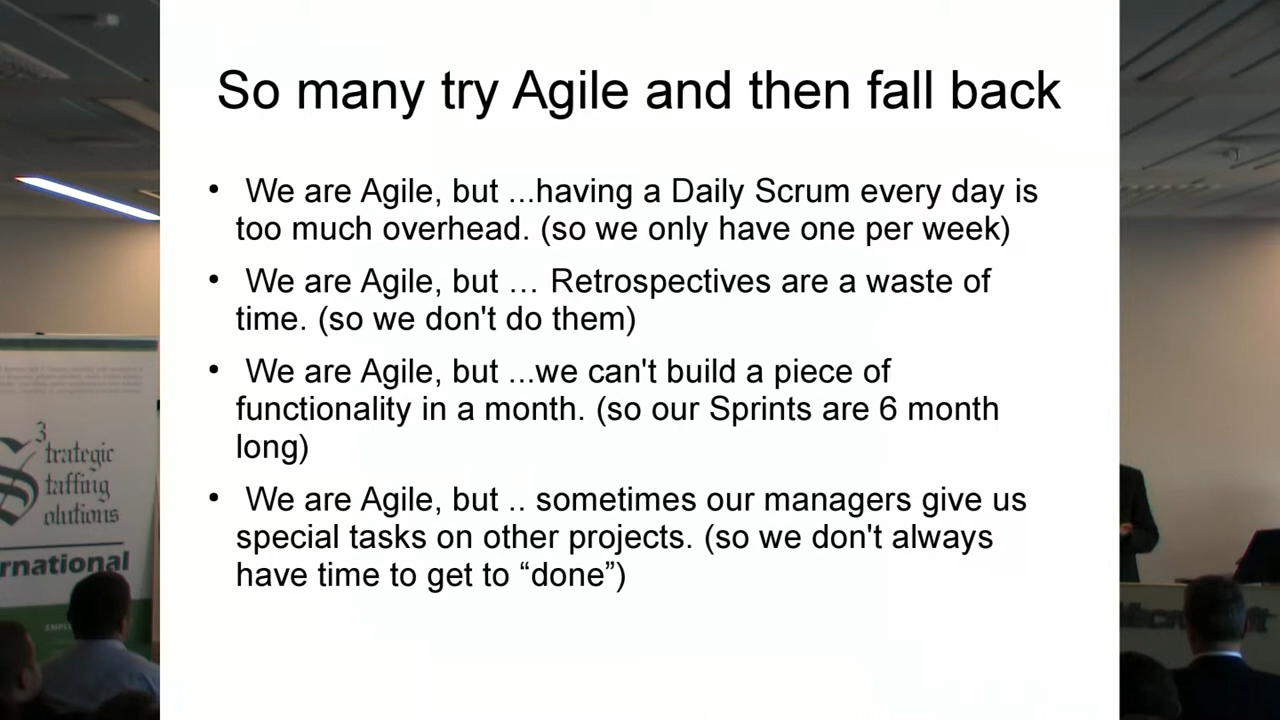 So many try Agile and then fall back
• We are Agile, but ...having a Daily Scrum every day is
too much overhead. (so we only have one per week)
• We are Agile, but … Retrospectives are a waste of
time. (so we don't do them)
• We are Agile, but ...we can't build a piece of
functionality in a month. (so our Sprints are 6 month
long)
• We are Agile, but .. sometimes our managers give us
special tasks on other projects. (so we don't always
have time to get to “done”)
S3
trategic
taffing
olutions
rnational